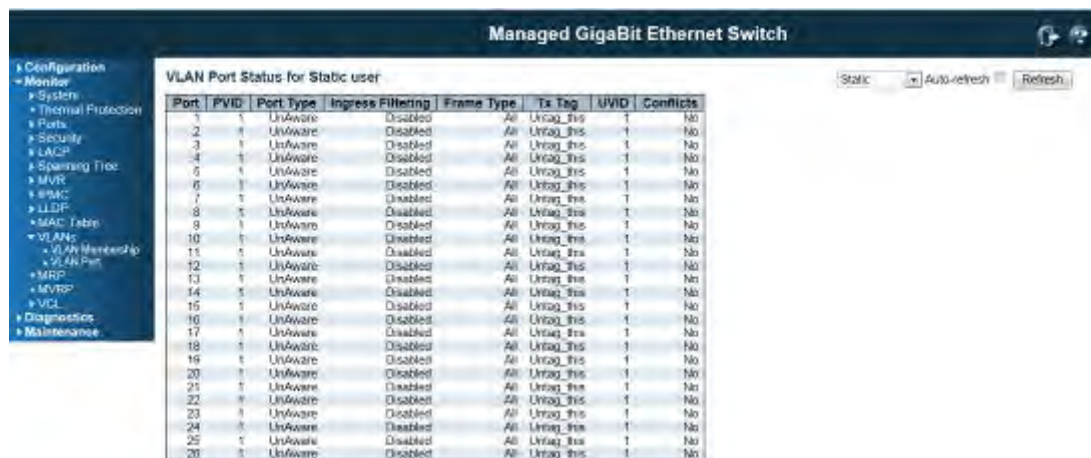 Managed GigaBit Ethernet Switch
Configuration
Monitor
System
Thermal Protection
Ports
Security
LACP
Spanning Tree
MVR
IPMC
LLDP
MAC Table
VLANs
VLAN Membership
VLAN Port
MRP
MVRP
VCL
Diagnostics
Maintenance
VLAN Port Status for Static user
Static Auto-refresh Refresh
Port PVID Port Type Ingress Filtering Frame Type Tx Tag UVID Conflicts
1 1 UnAware Disabled All Untag_this 1 No
2 1 UnAware Disabled All Untag_this 1 No
3 1 UnAware Disabled All Untag_this 1 No
4 1 UnAware Disabled All Untag_this 1 No
5 1 UnAware Disabled All Untag_this 1 No
6 1 UnAware Disabled All Untag_this 1 No
7 1 UnAware Disabled All Untag_this 1 No
8 1 UnAware Disabled All Untag_this 1 No
9 1 UnAware Disabled All Untag_this 1 No
10 1 UnAware Disabled All Untag_this 1 No
11 1 UnAware Disabled All Untag_this 1 No
12 1 UnAware Disabled All Untag_this 1 No
13 1 UnAware Disabled All Untag_this 1 No
14 1 UnAware Disabled All Untag_this 1 No
15 1 UnAware Disabled All Untag_this 1 No
16 1 UnAware Disabled All Untag_this 1 No
17 1 UnAware Disabled All Untag_this 1 No
18 1 UnAware Disabled All Untag_this 1 No
19 1 UnAware Disabled All Untag_this 1 No
20 1 UnAware Disabled All Untag_this 1 No
21 1 UnAware Disabled All Untag_this 1 No
22 1 UnAware Disabled All Untag_this 1 No
23 1 UnAware Disabled All Untag_this 1 No
24 1 UnAware Disabled All Untag_this 1 No
25 1 UnAware Disabled All Untag_this 1 No
26 1 UnAware Disabled All Untag_this 1 No